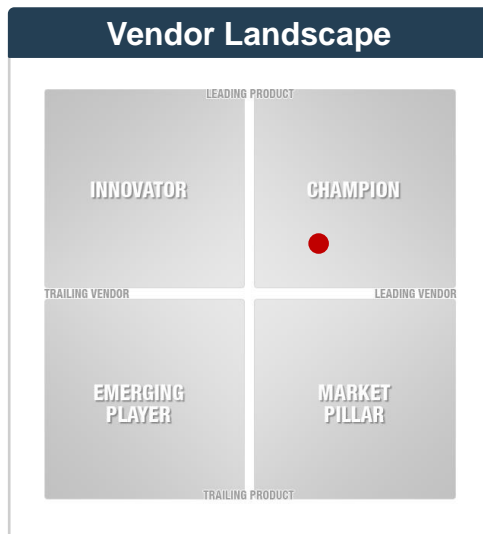 Vendor Landscape
LEADING PRODUCT
INNOVATOR
CHAMPION
TRAILING VENDOR
LEADING VENDOR
EMERGING
PLAYER
MARKET
PILLAR
TRAILING PRODUCT